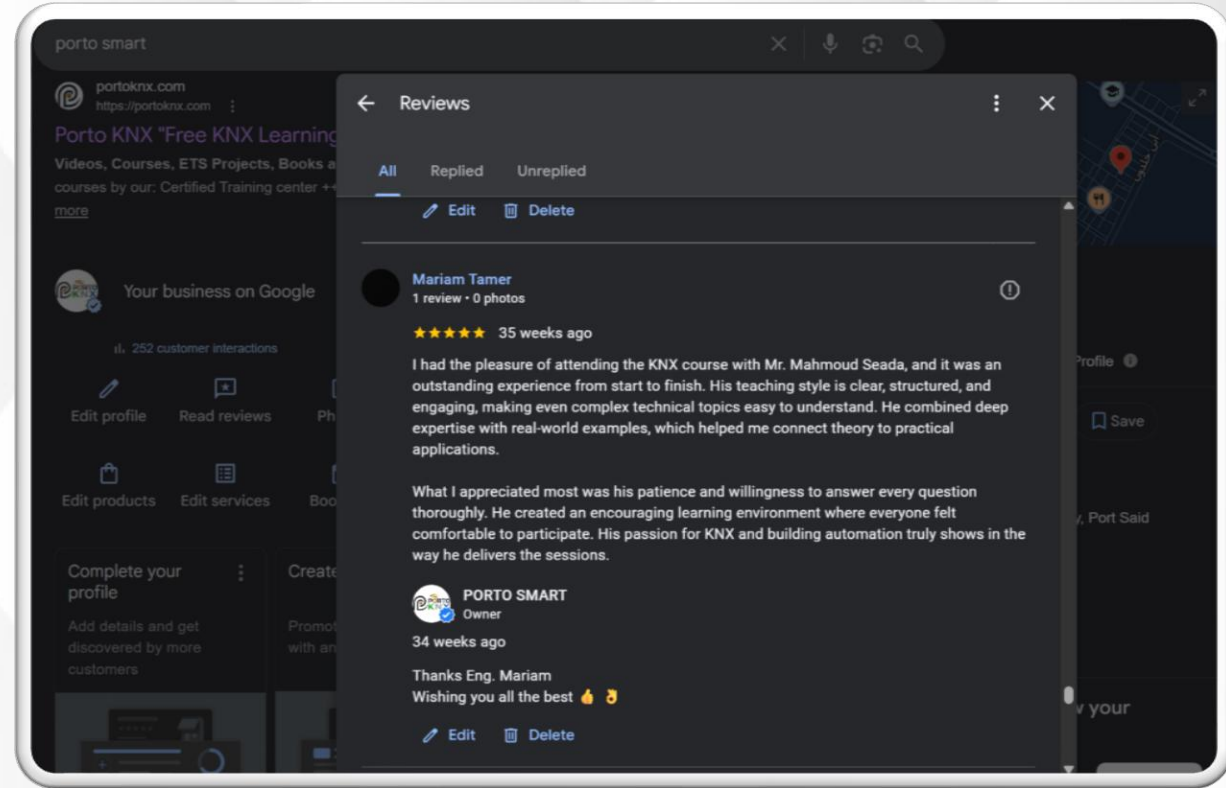 porto smart
portoknx.com
https://portoknx.com
Porto KNX "Free KNX Learning
Videos, Courses, ETS Projects, Books a
courses by our: Certified Training center ++
more
Your business on Google
252 customer interactions
Edit profile
Read reviews
Ph
Edit products
Edit services
Boo
Complete your
profile
Add details and get
discovered by more
customers
Create
Promot
with an
Reviews
All
Replied
Unreplied
Edit
Delete
Mariam Tamer
1 review • 0 photos
35 weeks ago
I had the pleasure of attending the KNX course with Mr. Mahmoud Seada, and it was an
outstanding experience from start to finish. His teaching style is clear, structured, and
engaging, making even complex technical topics easy to understand. He combined deep
expertise with real-world examples, which helped me connect theory to practical
applications.
What I appreciated most was his patience and willingness to answer every question
thoroughly. He created an encouraging learning environment where everyone felt
comfortable to participate. His passion for KNX and building automation truly shows in the
way he delivers the sessions.
PORTO SMART
Owner
34 weeks ago
Thanks Eng. Mariam
Wishing you all the best 👍 👌
Edit
Delete
ابن خلدون
Profile
Save
, Port Said
your